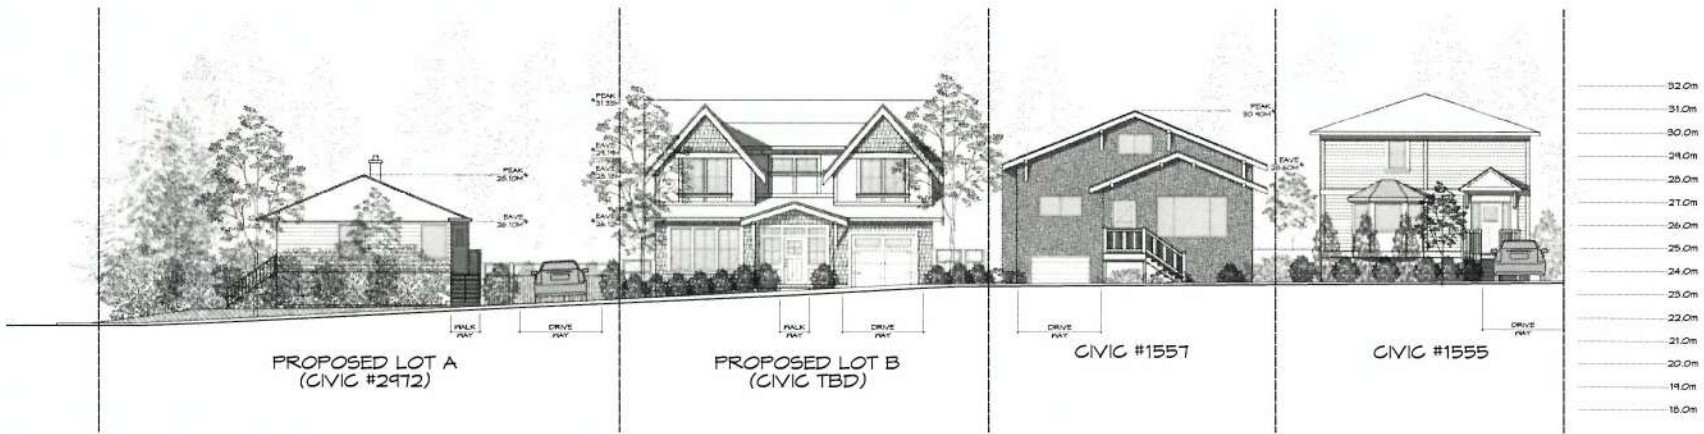 PEAK
28.10M
EAVE
26.10M
PEAK
EAVE
EAVE
PEAK
30.90M
EAVE
32.0m
31.0m
30.0m
29.0m
28.0m
27.0m
26.0m
25.0m
24.0m
23.0m
22.0m
21.0m
20.0m
19.0m
18.0m
WALK
WAY
DRIVE
WAY
WALK
WAY
DRIVE
WAY
DRIVE
WAY
DRIVE
WAY
PROPOSED LOT A
(CIVIC #2972)
PROPOSED LOT B
(CIVIC TBD)
CIVIC #1557
CIVIC #1555